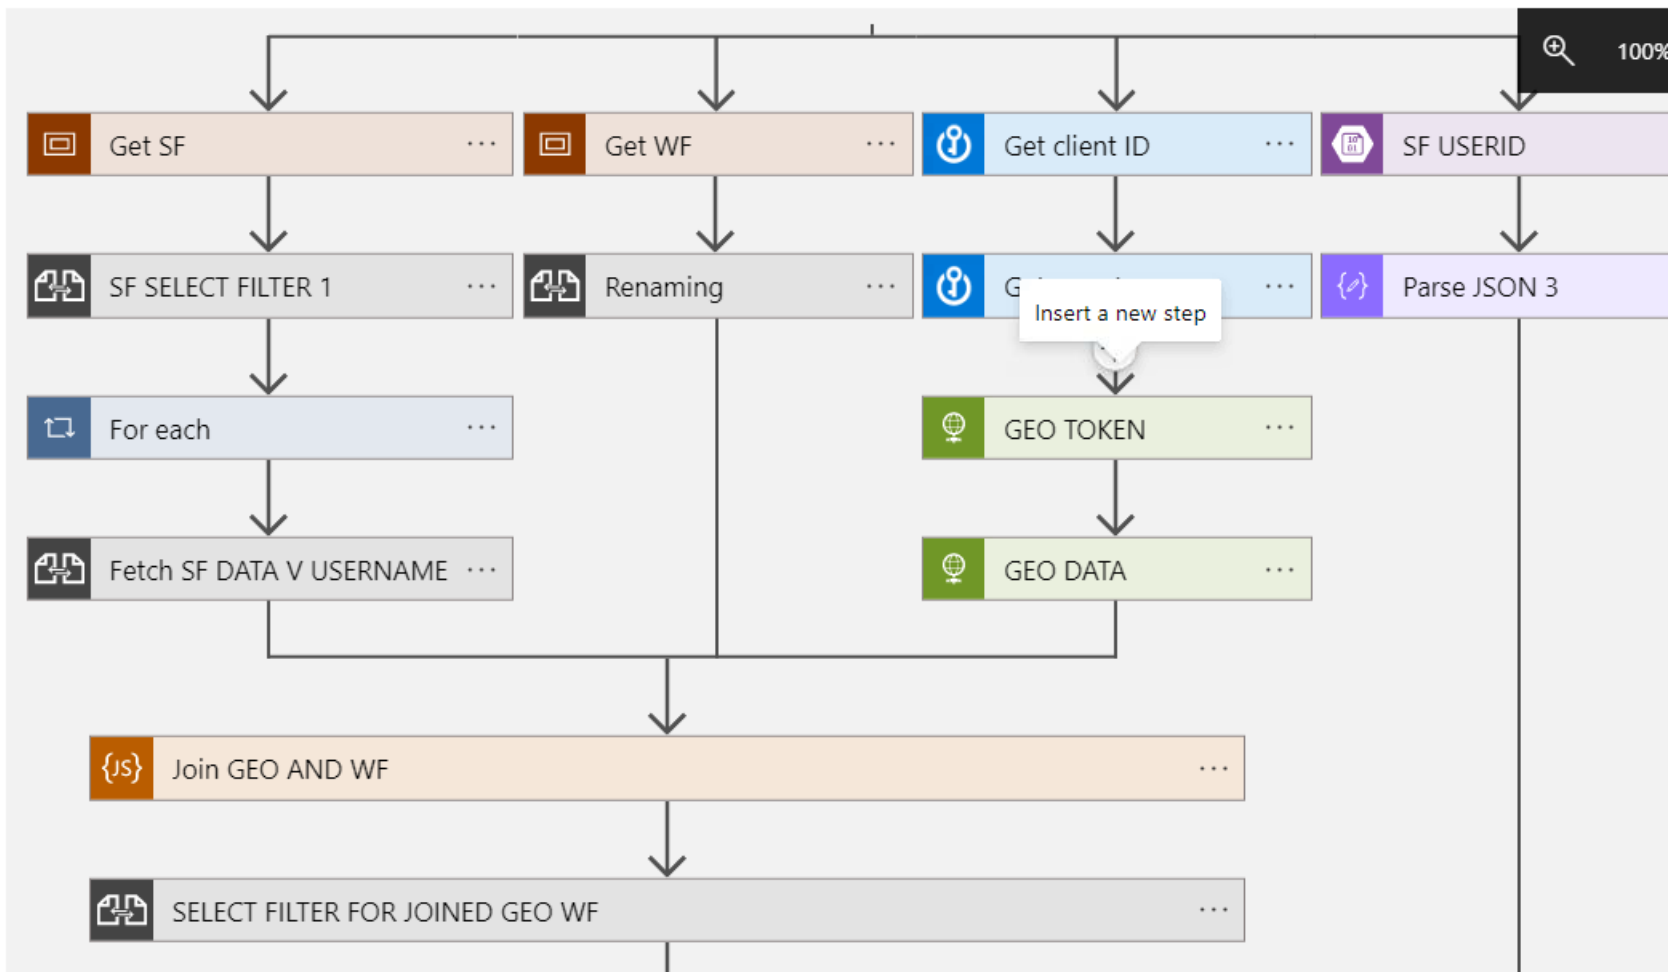 100%
Get SF
Get WF
Get client ID
SF USERID
SF SELECT FILTER 1
Renaming
Parse JSON 3
Insert a new step
For each
GEO TOKEN
Fetch SF DATA V USERNAME
GEO DATA
{JS}
Join GEO AND WF
SELECT FILTER FOR JOINED GEO WF